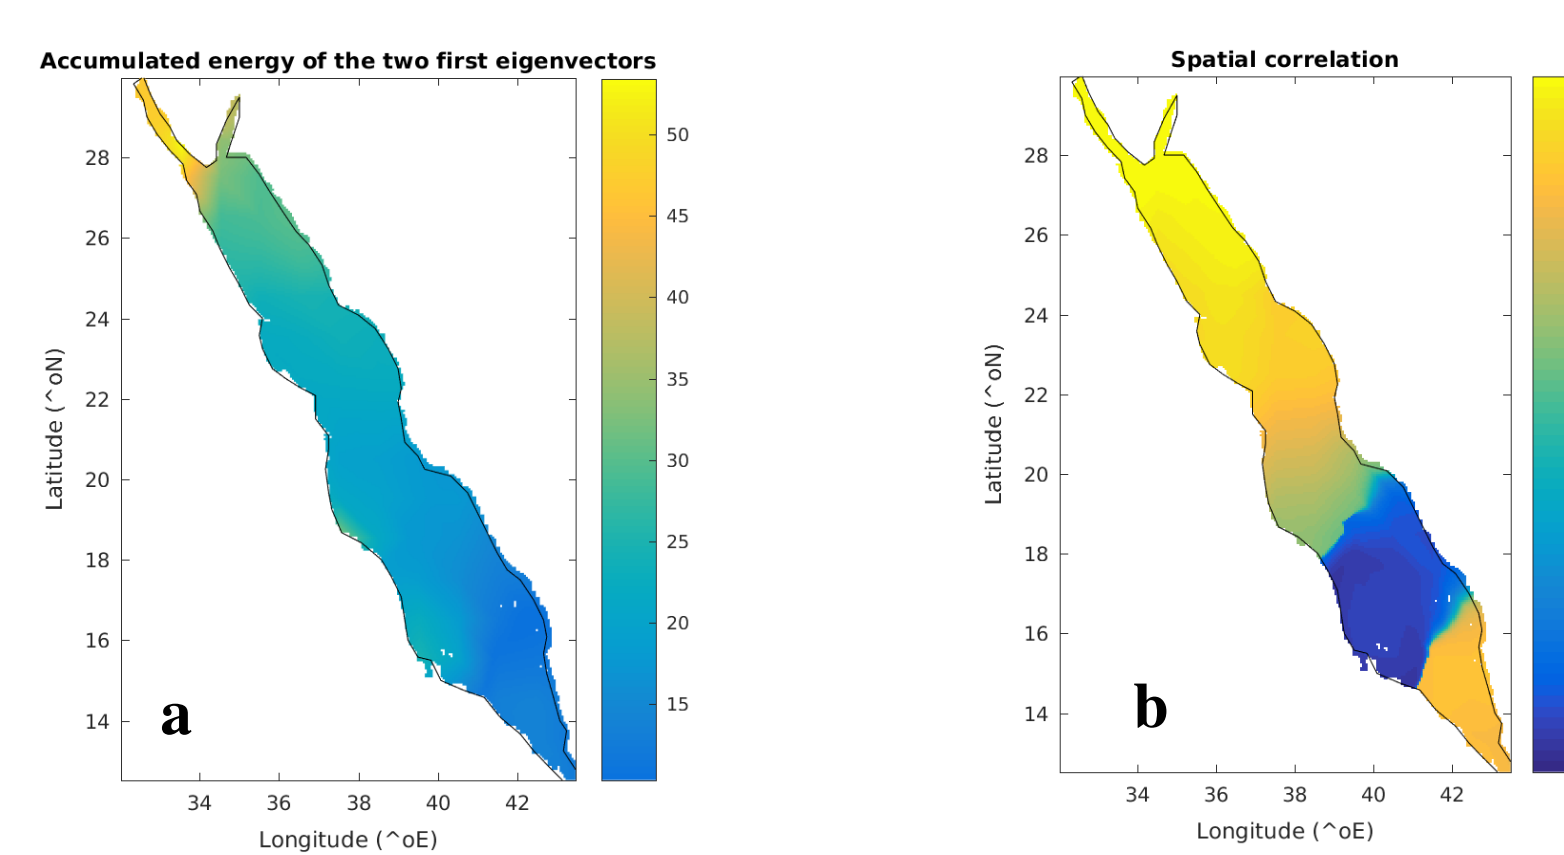 Accumulated energy of the two first eigenvectors
28
26
24
22
20
18
16
14
Latitude (^oN)
34 36 38 40 42
Longitude (^oE)
50
45
40
35
30
25
20
15
a
Spatial correlation
28
26
24
22
20
18
16
14
Latitude (^oN)
34 36 38 40 42
Longitude (^oE)
b